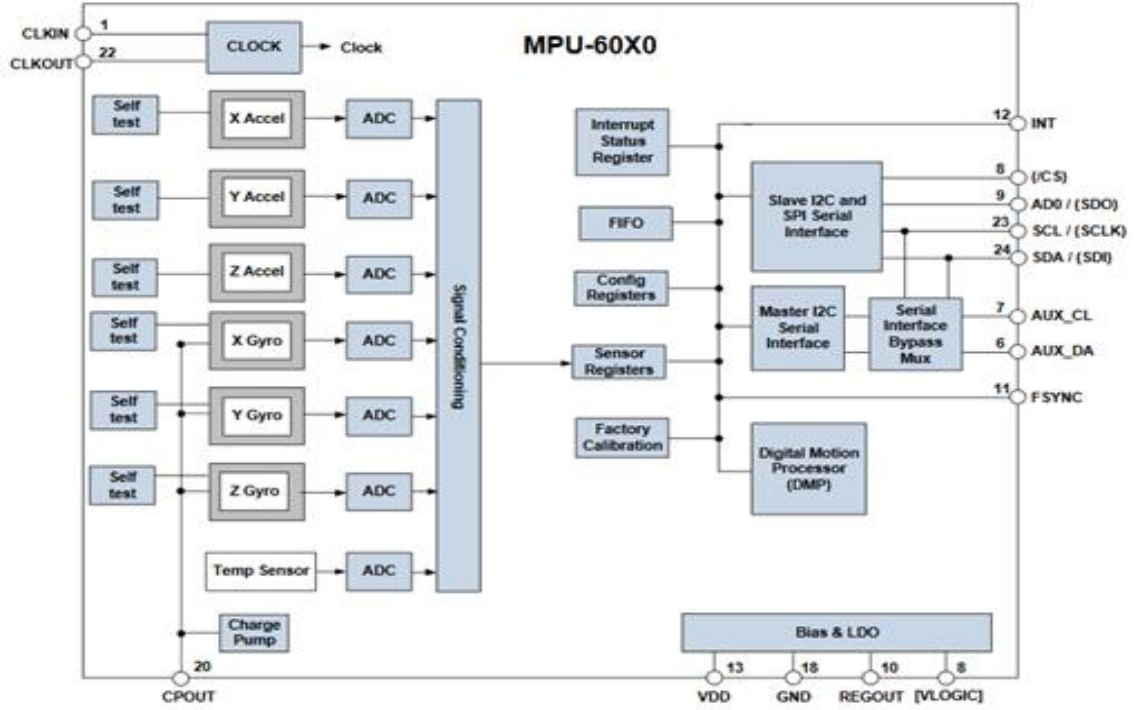 MPU-60X0
CLKIN
1
CLKOUT
22
CLOCK
Clock
Self
test
X Accel
ADC
Self
test
Y Accel
ADC
Self
test
Z Accel
ADC
Self
test
X Gyro
ADC
Self
test
Y Gyro
ADC
Self
test
Z Gyro
ADC
Temp Sensor
ADC
Charge
Pump
20
CPOUT
Signal Conditioning
Interrupt
Status
Register
FIFO
Config
Registers
Sensor
Registers
Factory
Calibration
Slave I2C and
SPI Serial
Interface
Master I2C
Serial
Interface
Serial
Interface
Bypass
Mux
Digital Motion
Processor
(DMP)
12
INT
8
(/CS)
9
AD0 / (SDO)
23
SCL / (SCLK)
24
SDA / (SDI)
7
AUX_CL
6
AUX_DA
11
FSYNC
Bias & LDO
13
VDD
18
GND
10
REGOUT
8
[VLOGIC]